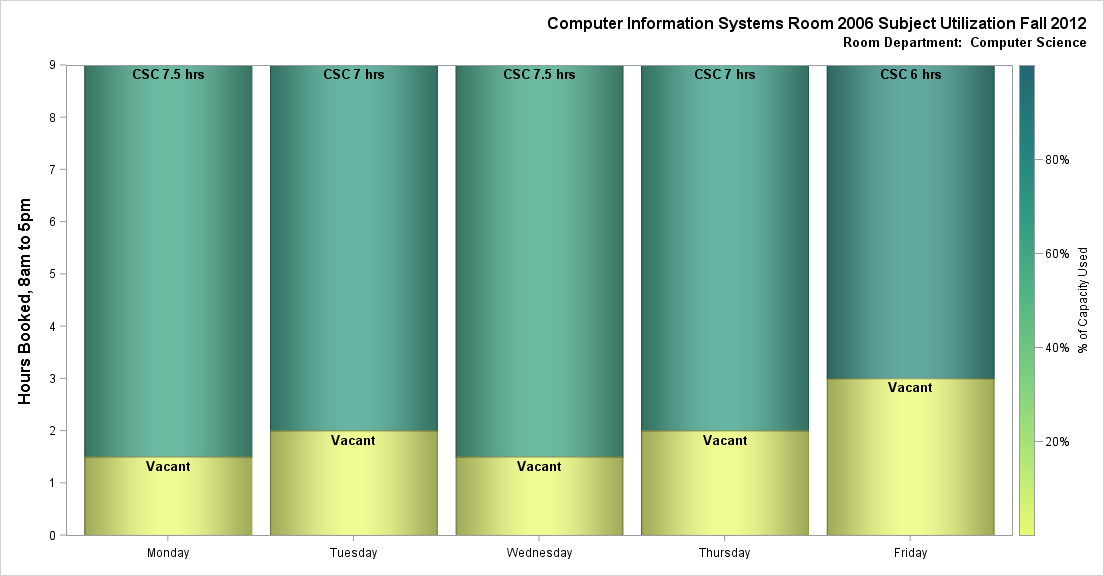 Computer Information Systems Room 2006 Subject Utilization Fall 2012
Room Department: Computer Science
Hours Booked, 8am to 5pm
9
8
7
6
5
4
3
2
1
0
CSC 7.5 hrs
CSC 7 hrs
CSC 7.5 hrs
CSC 7 hrs
CSC 6 hrs
Vacant
Vacant
Vacant
Vacant
Vacant
Monday
Tuesday
Wednesday
Thursday
Friday
80%
60%
40%
20%
% of Capacity Used